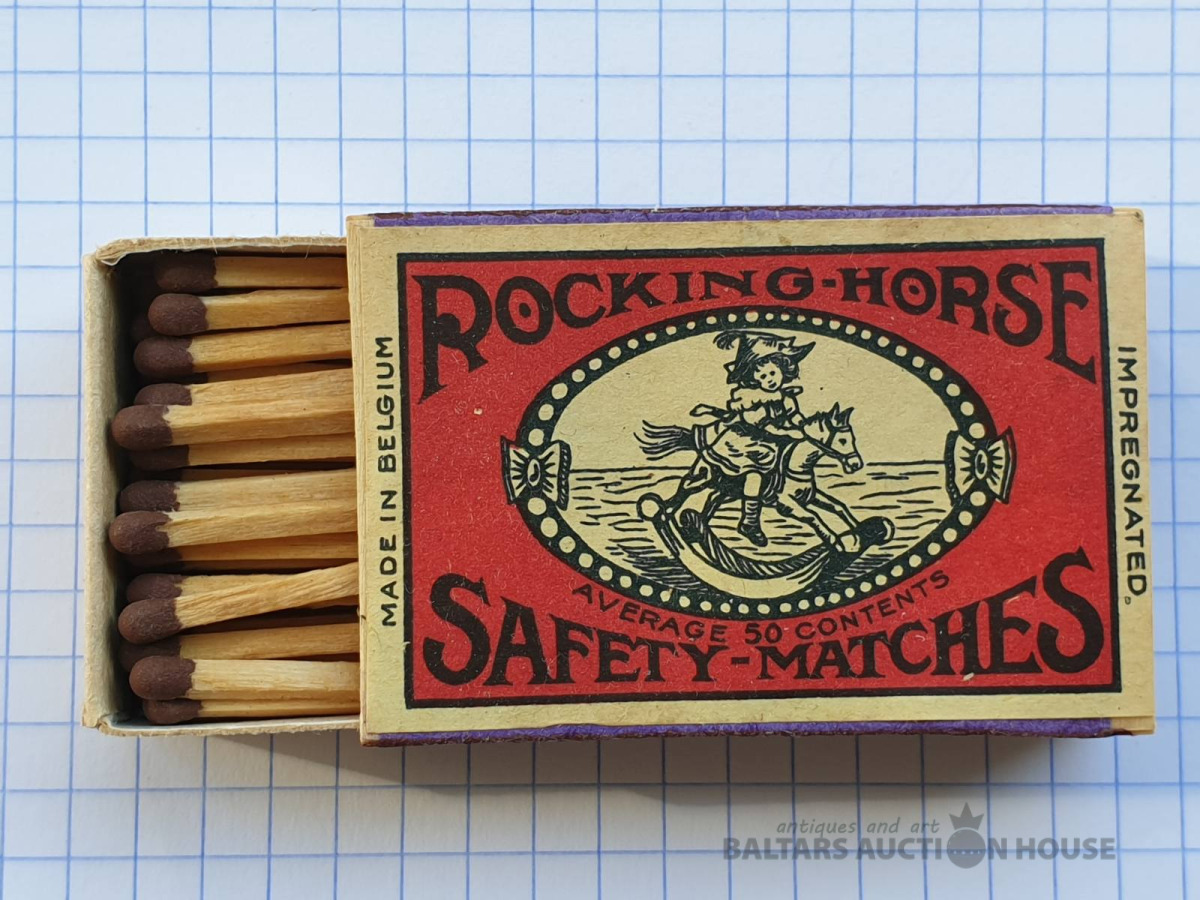 ROCKING-HORSE
MADE IN BELGIUM
IMPREGNATED.
AVERAGE 50 CONTENTS
SAFETY-MATCHES
antiques and art
BALTARS AUCTION HOUSE